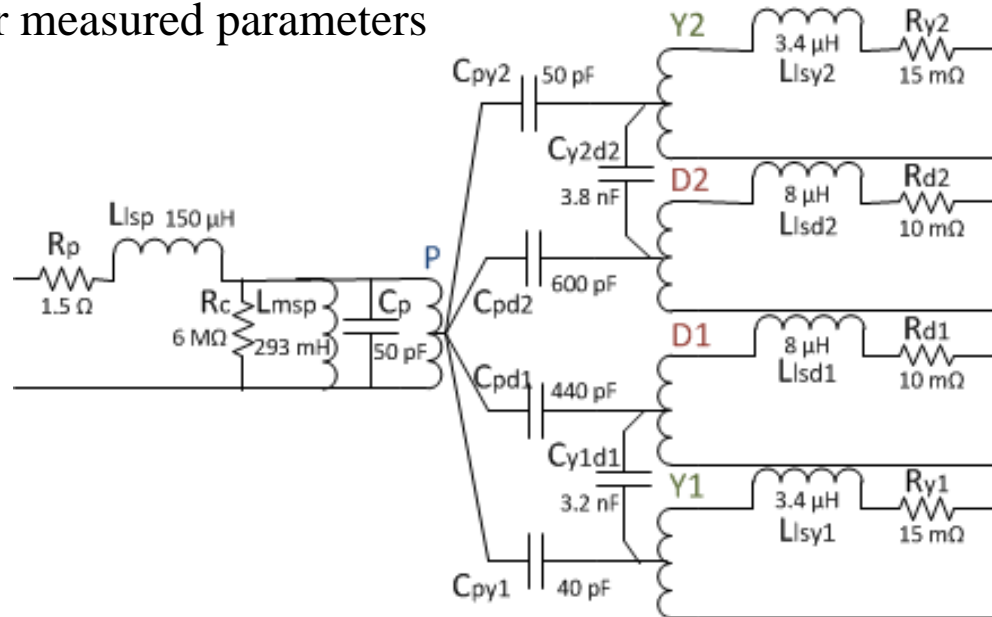 r measured parameters
Y2
3.4 µH
Llsy2
Ry2
15 mΩ
Cpy2
50 pF
Cy2d2
3.8 nF
D2
8 µH
Llsd2
Rd2
10 mΩ
Llsp 150 µH
Rp
1.5 Ω
Rc
6 MΩ
Lmsp
293 mH
Cp
50 pF
P
Cpd2
600 pF
D1
8 µH
Llsd1
Rd1
10 mΩ
Cpd1
440 pF
Cy1d1
3.2 nF
Y1
3.4 µH
Llsy1
Ry1
15 mΩ
Cpy1
40 pF